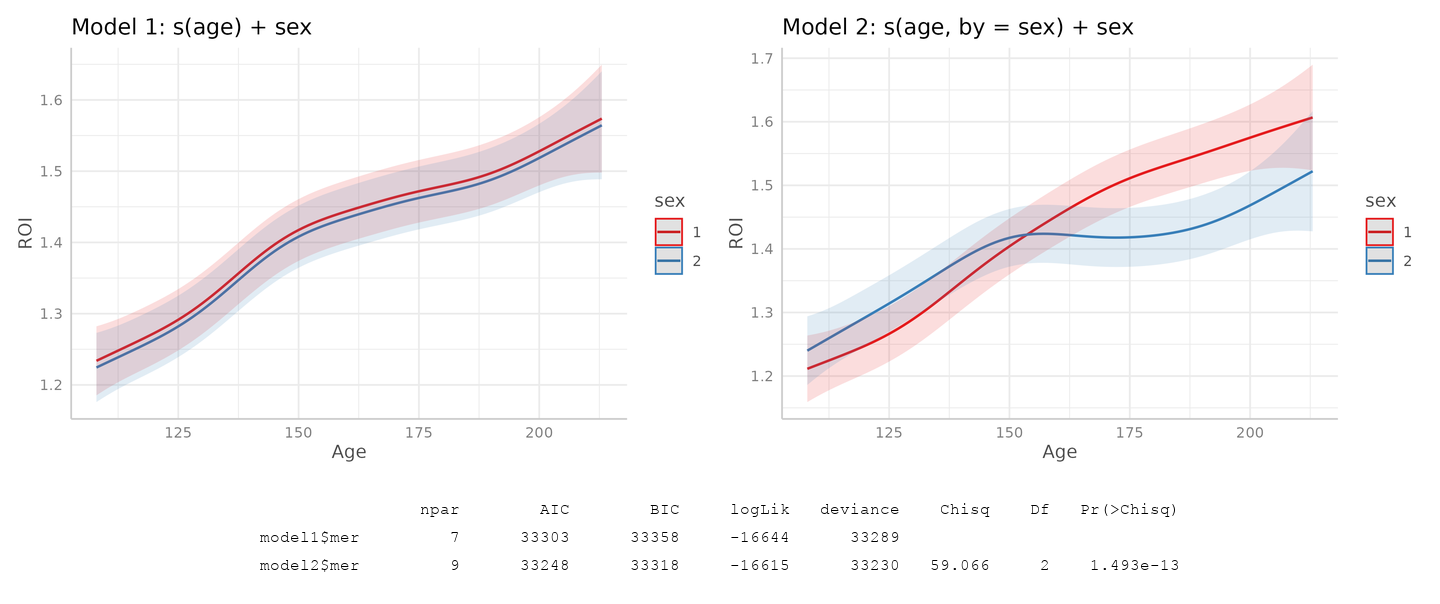 Model 1: s(age) + sex
ROI
1.6
1.5
1.4
1.3
1.2
125 150 175 200
Age
sex
1
2
Model 2: s(age, by = sex) + sex
ROI
1.7
1.6
1.5
1.4
1.3
1.2
125 150 175 200
Age
sex
1
2
npar AIC BIC logLik deviance Chisq Df Pr(>Chisq)
model1$mer 7 33303 33358 -16644 33289
model2$mer 9 33248 33318 -16615 33230 59.066 2 1.493e-13